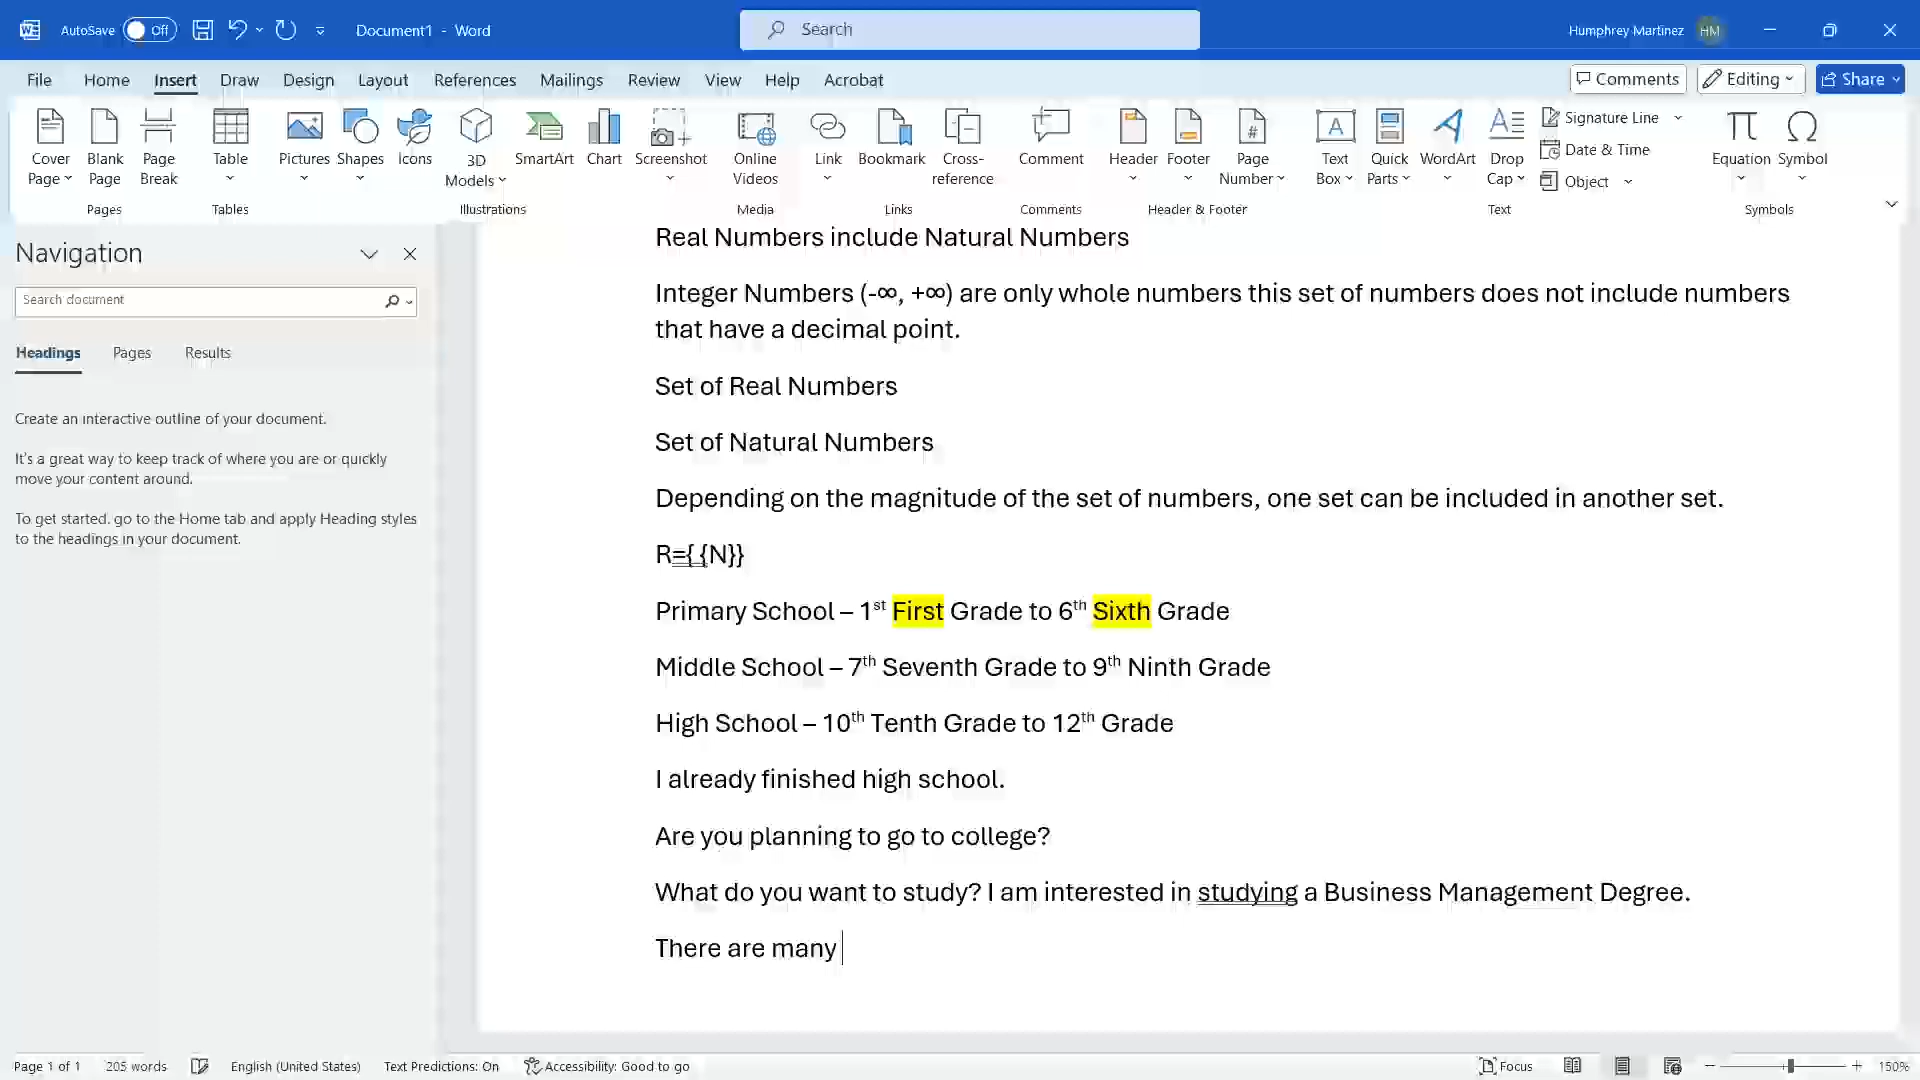 AutoSave Off Document1 - Word Search Humphrey Martinez HM
File Home Insert Draw Design Layout References Mailings Review View Help Acrobat Comments Editing Share
Cover Page
Blank Page
Page Break
Pages
Table
Tables
Pictures
Shapes
Icons
3D Models
SmartArt
Chart
Screenshot
Illustrations
Online Videos
Media
Link
Bookmark
Cross-reference
Links
Comment
Comments
Header
Footer
Page Number
Header & Footer
Text Box
Quick Parts
WordArt
Drop Cap
Signature Line
Date & Time
Object
Text
Equation
Symbol
Symbols
Navigation
Search document
Headings Pages Results
Create an interactive outline of your document.
It's a great way to keep track of where you are or quickly
move your content around.
To get started, go to the Home tab and apply Heading styles
to the headings in your document.
Real Numbers include Natural Numbers
Integer Numbers (-∞, +∞) are only whole numbers this set of numbers does not include numbers
that have a decimal point.
Set of Real Numbers
Set of Natural Numbers
Depending on the magnitude of the set of numbers, one set can be included in another set.
R={ {N}}
Primary School – 1st First Grade to 6th Sixth Grade
Middle School – 7th Seventh Grade to 9th Ninth Grade
High School – 10th Tenth Grade to 12th Grade
I already finished high school.
Are you planning to go to college?
What do you want to study? I am interested in studying a Business Management Degree.
There are many
Page 1 of 1 205 words English (United States) Text Predictions: On Accessibility: Good to go Focus 150%